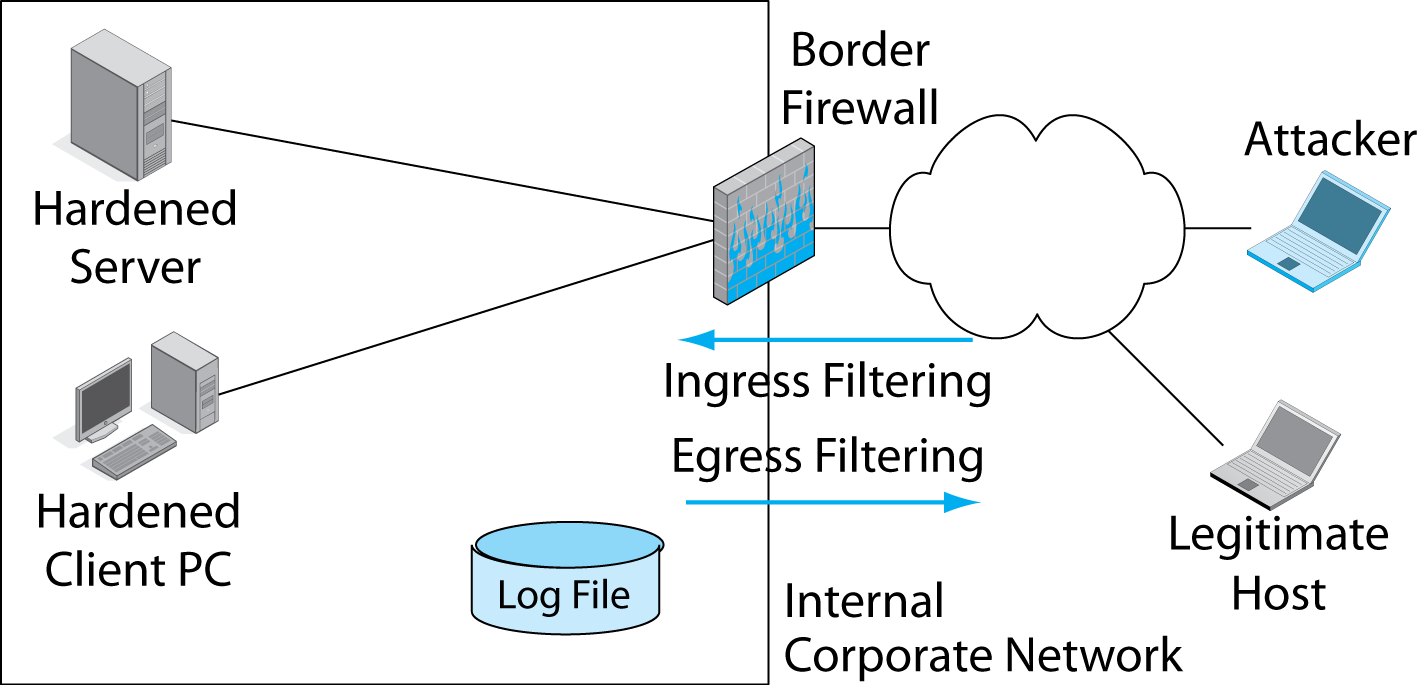 Border
Firewall
Attacker
Hardened
Server
Ingress Filtering
Egress Filtering
Hardened
Client PC
Legitimate
Host
Log File
Internal
Corporate Network